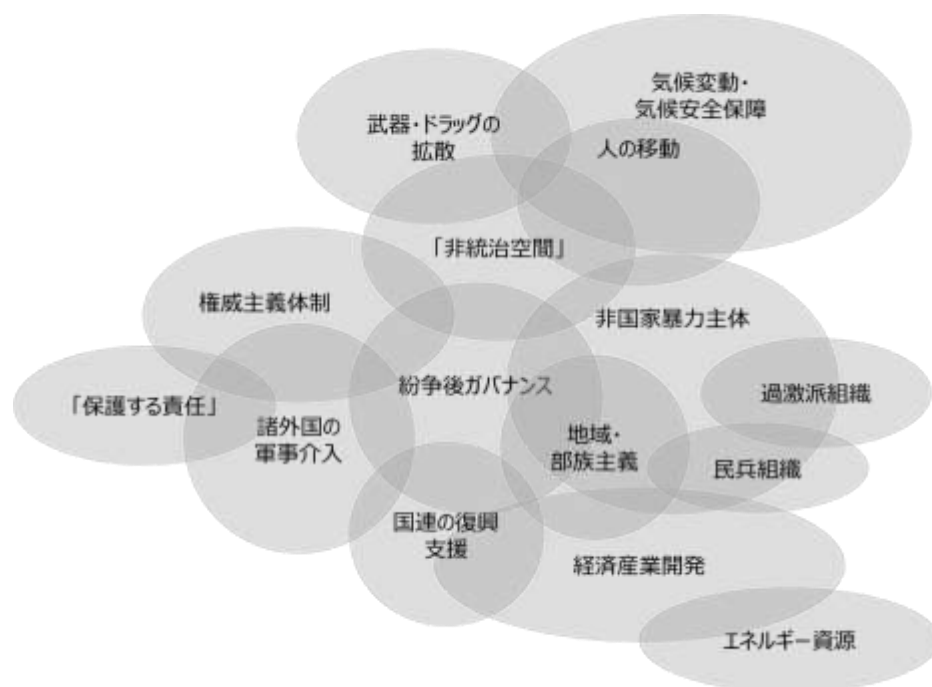 気候変動・
気候安全保障
武器・ドラッグの
拡散
人の移動
「非統治空間」
権威主義体制
非国家暴力主体
紛争後ガバナンス
過激派組織
「保護する責任」
諸外国の
軍事介入
地域・
部族主義
民兵組織
国連の復興
支援
経済産業開発
エネルギー資源